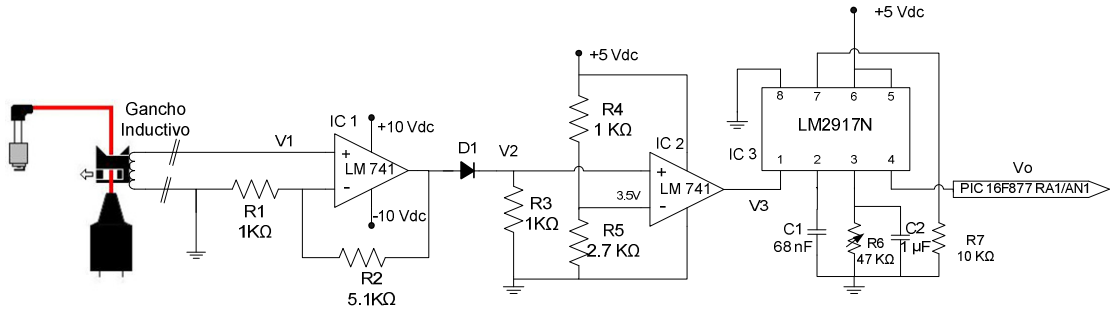 Gancho
Inductivo
V1
IC 1
+10 Vdc
+
LM 741
-
-10 Vdc
R1
1KΩ
R2
5.1KΩ
D1
V2
R3
1KΩ
+5 Vdc
R4
1 KΩ
3.5V
R5
2.7 KΩ
IC 2
+
LM 741
-
V3
+5 Vdc
8 7 6 5
LM2917N
IC 3
1 2 3 4
C1
68 nF
R6
47 KΩ
C2
1 µF
R7
10 KΩ
Vo
PIC 16F877 RA1/AN1